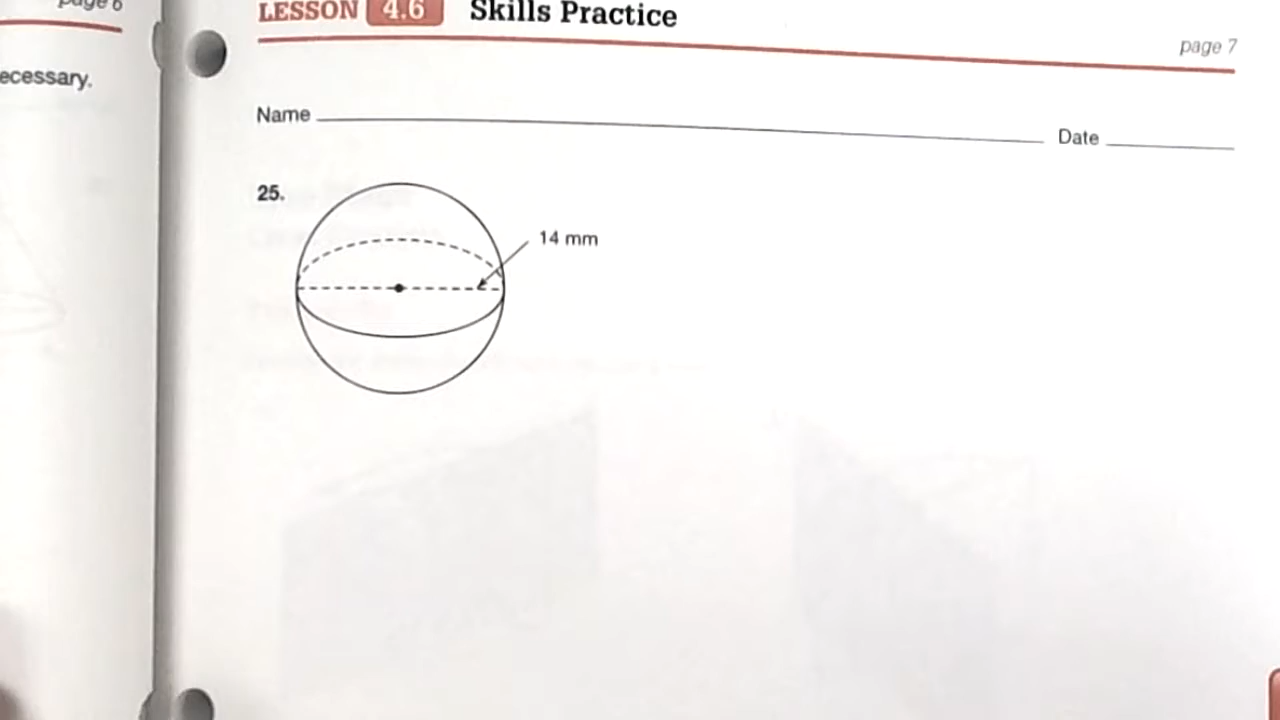 page 6
ecessary.
LESSON 4.6 Skills Practice
page 7
Name Date
25.
14 mm